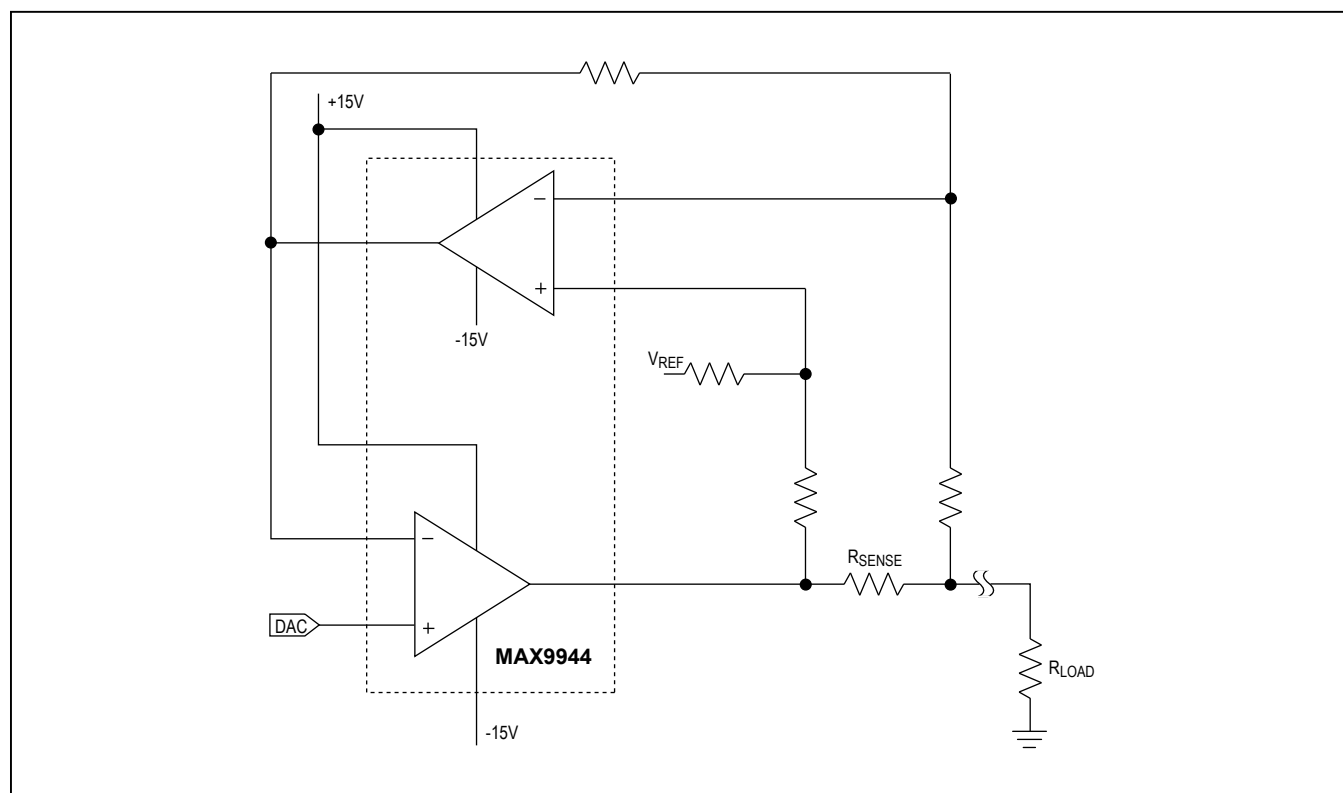 +15V
−
+
-15V
VREF
RSENSE
−
DAC
+
MAX9944
RLOAD
-15V